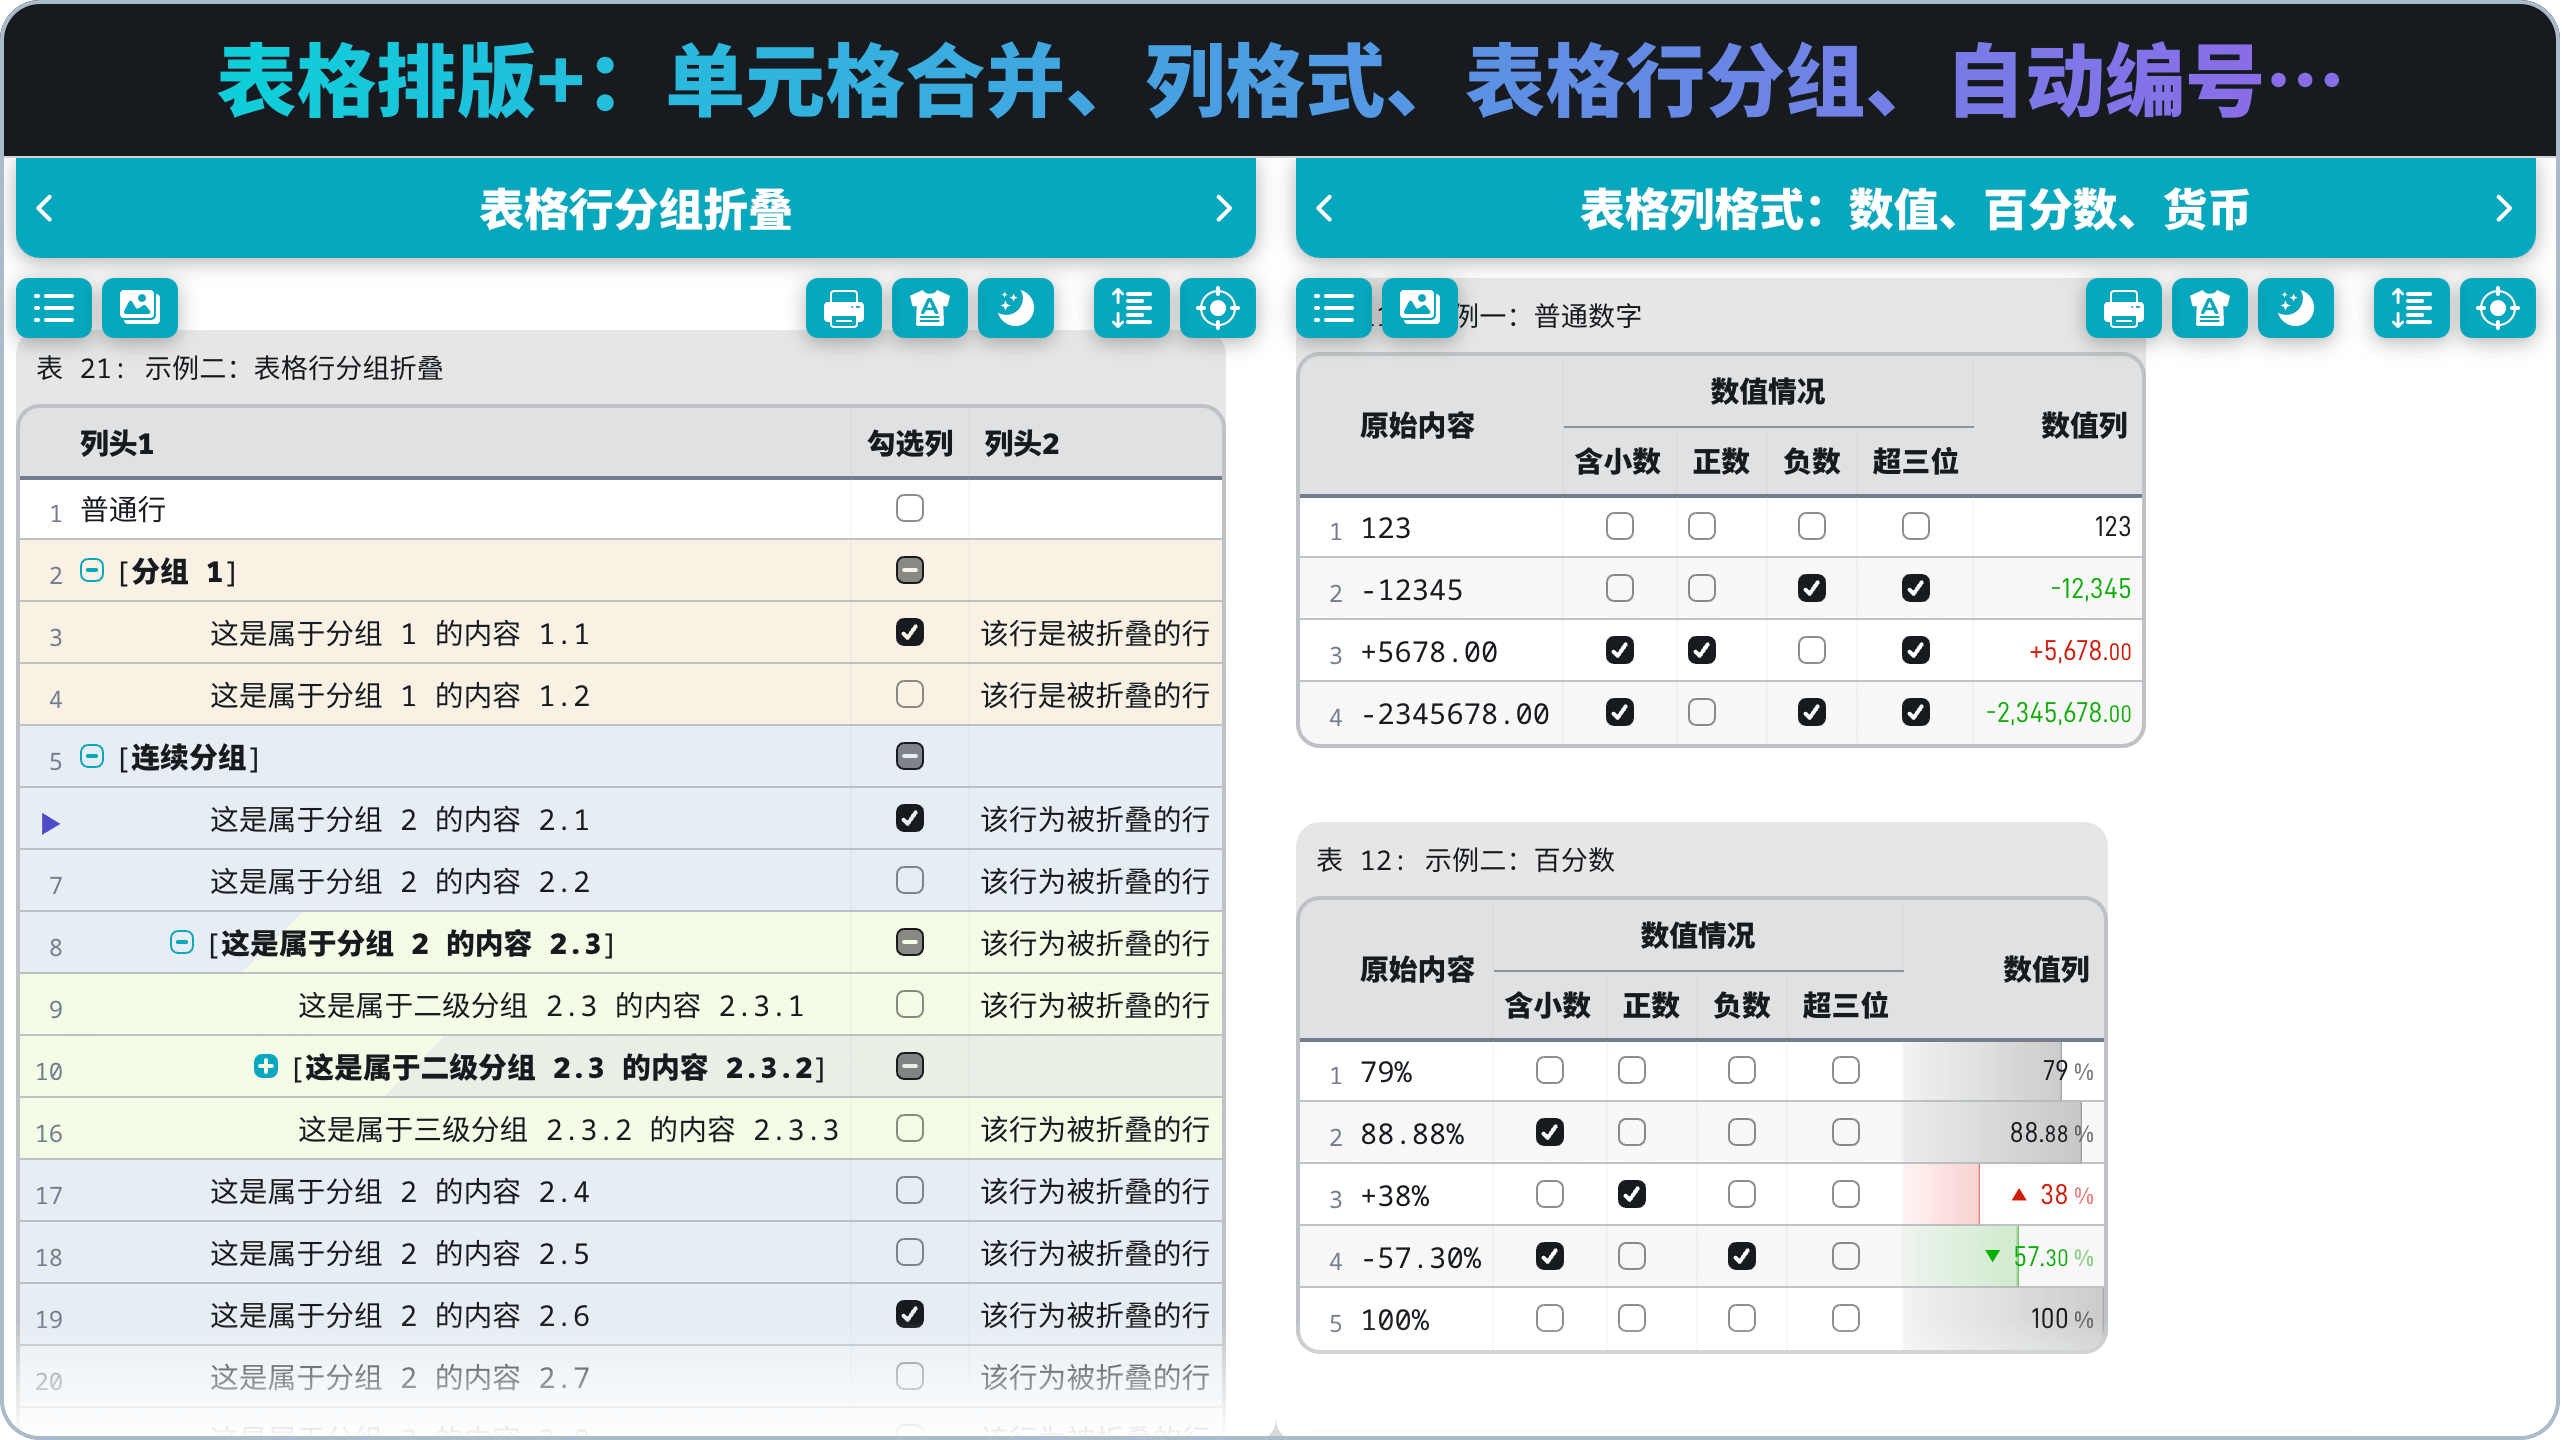 表格排版+：单元格合并、列格式、表格行分组、自动编号…
表格行分组折叠
表 21: 示例二：表格行分组折叠
列头1 勾选列 列头2
1 普通行
2 [分组 1]
3 这是属于分组 1 的内容 1.1 该行是被折叠的行
4 这是属于分组 1 的内容 1.2 该行是被折叠的行
5 [连续分组]
这是属于分组 2 的内容 2.1 该行为被折叠的行
7 这是属于分组 2 的内容 2.2 该行为被折叠的行
8 [这是属于分组 2 的内容 2.3] 该行为被折叠的行
9 这是属于二级分组 2.3 的内容 2.3.1 该行为被折叠的行
10 [这是属于二级分组 2.3 的内容 2.3.2]
16 这是属于三级分组 2.3.2 的内容 2.3.3 该行为被折叠的行
17 这是属于分组 2 的内容 2.4 该行为被折叠的行
18 这是属于分组 2 的内容 2.5 该行为被折叠的行
19 这是属于分组 2 的内容 2.6 该行为被折叠的行
20 这是属于分组 2 的内容 2.7 该行为被折叠的行
表格列格式：数值、百分数、货币
例一：普通数字
原始内容 数值情况 数值列
含小数 正数 负数 超三位
1 123 123
2 -12345 -12,345
3 +5678.00 +5,678.00
4 -2345678.00 -2,345,678.00
表 12: 示例二：百分数
原始内容 数值情况 数值列
含小数 正数 负数 超三位
1 79% 79 %
2 88.88% 88.88 %
3 +38% ▲ 38 %
4 -57.30% ▼ 57.30 %
5 100% 100 %